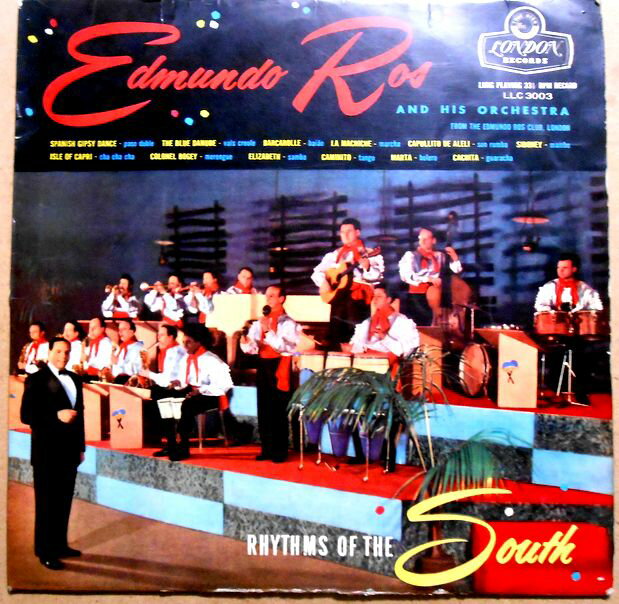 Edmundo Ros
LONDON
RECORDS
LONG PLAYING 33⅓ RPM RECORD
LLC 3003
AND HIS ORCHESTRA
FROM THE EDMUNDO ROS CLUB, LONDON
SPANISH GIPSY DANCE - paso doble THE BLUE DANUBE - vals creole BARCAROLLE - baião LA MACHICHE - marcha CAPULLITO DE ALELI - son rumba SIBONEY - mambo
ISLE OF CAPRI - cha cha cha COLONEL BOGEY - merengue ELIZABETH - samba CAMINITO - tango MARTA - bolero CACHITA - guaracha
RHYTHMS OF THE South